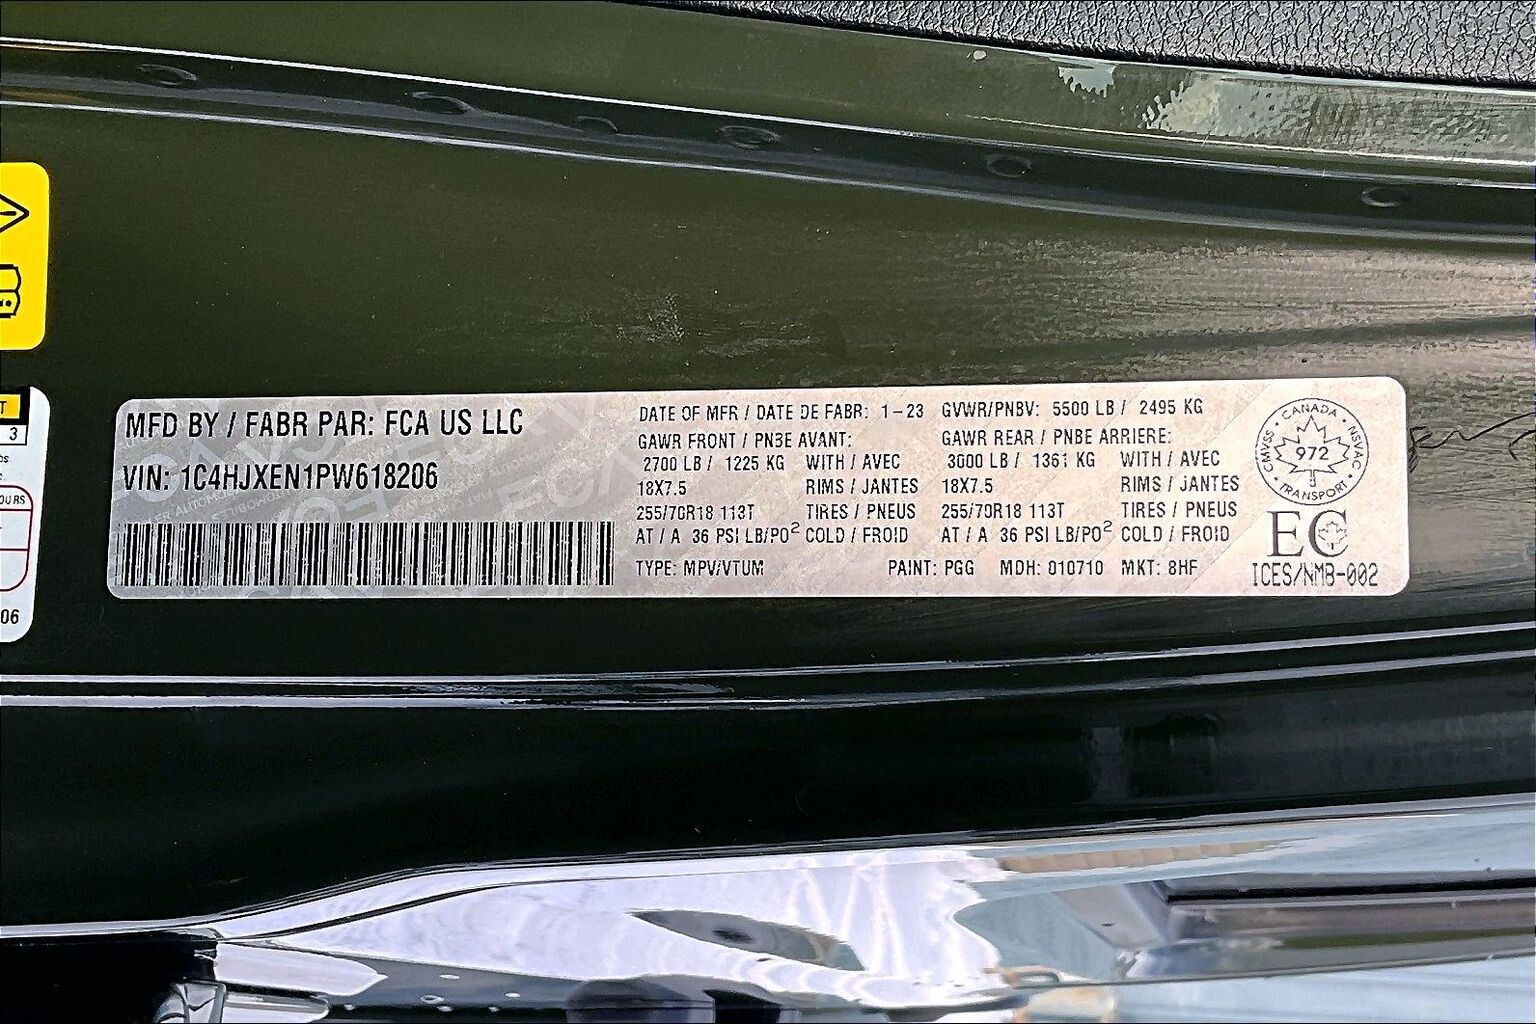 MFD BY / FABR PAR: FCA US LLC
VIN: 1C4HJXEN1PW618206
DATE OF MFR / DATE DE FABR: 1-23 GVWR/PNBV: 5500 LB / 2495 KG
GAWR FRONT / PNBE AVANT: GAWR REAR / PNBE ARRIERE:
2700 LB / 1225 KG WITH / AVEC 3000 LB / 1361 KG WITH / AVEC
18X7.5 RIMS / JANTES 18X7.5 RIMS / JANTES
255/70R18 113T TIRES / PNEUS 255/70R18 113T TIRES / PNEUS
AT / A 36 PSI LB/PO² COLD / FROID AT / A 36 PSI LB/PO² COLD / FROID
TYPE: MPV/VTUM PAINT: PGG MDH: 010710 MKT: 8HF
CANADA
CMVSS 972 NSVAC
TRANSPORT
EC
ICES/NMB-002
T
3
OURS
06